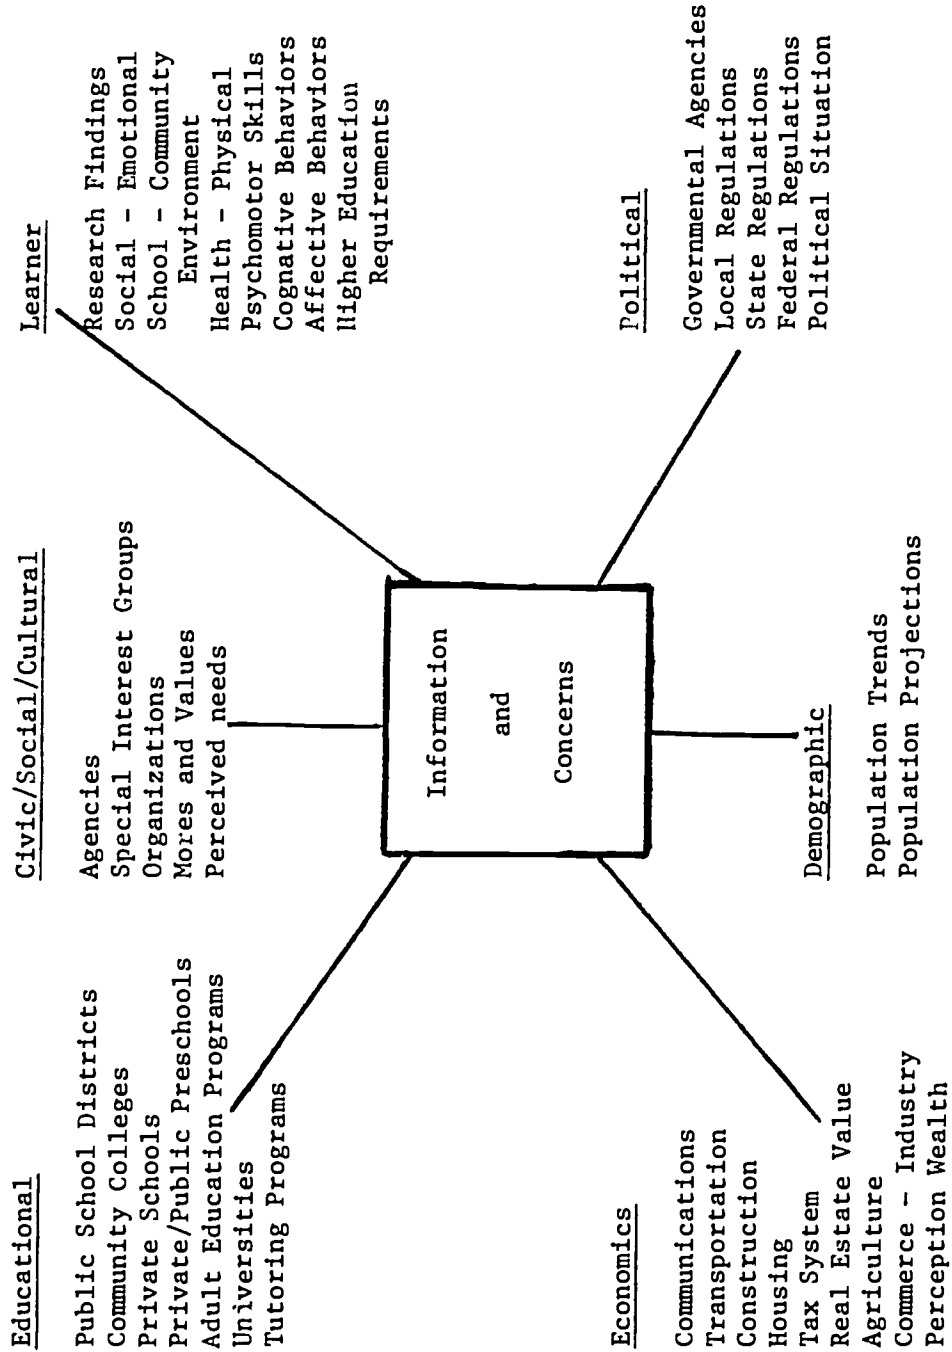 Educational
Public School Districts
Community Colleges
Private Schools
Private/Public Preschools
Adult Education Programs
Universities
Tutoring Programs
Civic/Social/Cultural
Agencies
Special Interest Groups
Organizations
Mores and Values
Perceived needs
Learner
Research Findings
Social - Emotional
School - Community
Environment
Health - Physical
Psychomotor Skills
Cognative Behaviors
Affective Behaviors
Higher Education
Requirements
Information
and
Concerns
Economics
Communications
Transportation
Construction
Housing
Tax System
Real Estate Value
Agriculture
Commerce - Industry
Perception Wealth
Demographic
Population Trends
Population Projections
Political
Governmental Agencies
Local Regulations
State Regulations
Federal Regulations
Political Situation